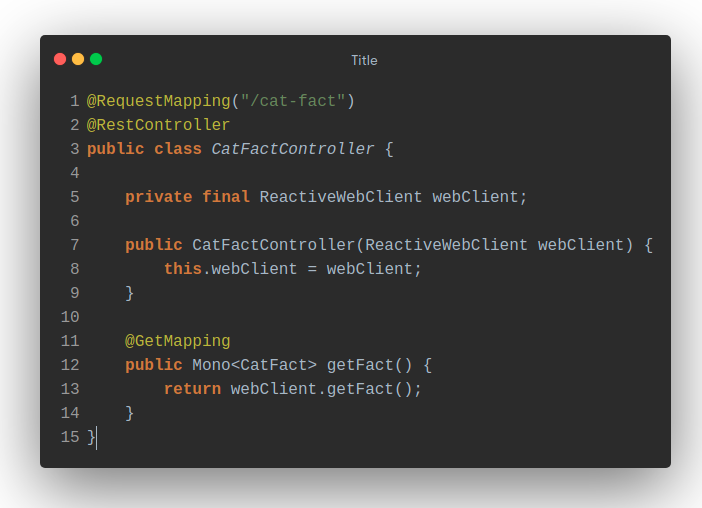 Title
1 @RequestMapping("/cat-fact")
2 @RestController
3 public class CatFactController {
4
5     private final ReactiveWebClient webClient;
6
7     public CatFactController(ReactiveWebClient webClient) {
8         this.webClient = webClient;
9     }
10
11     @GetMapping
12     public Mono<CatFact> getFact() {
13         return webClient.getFact();
14     }
15 }